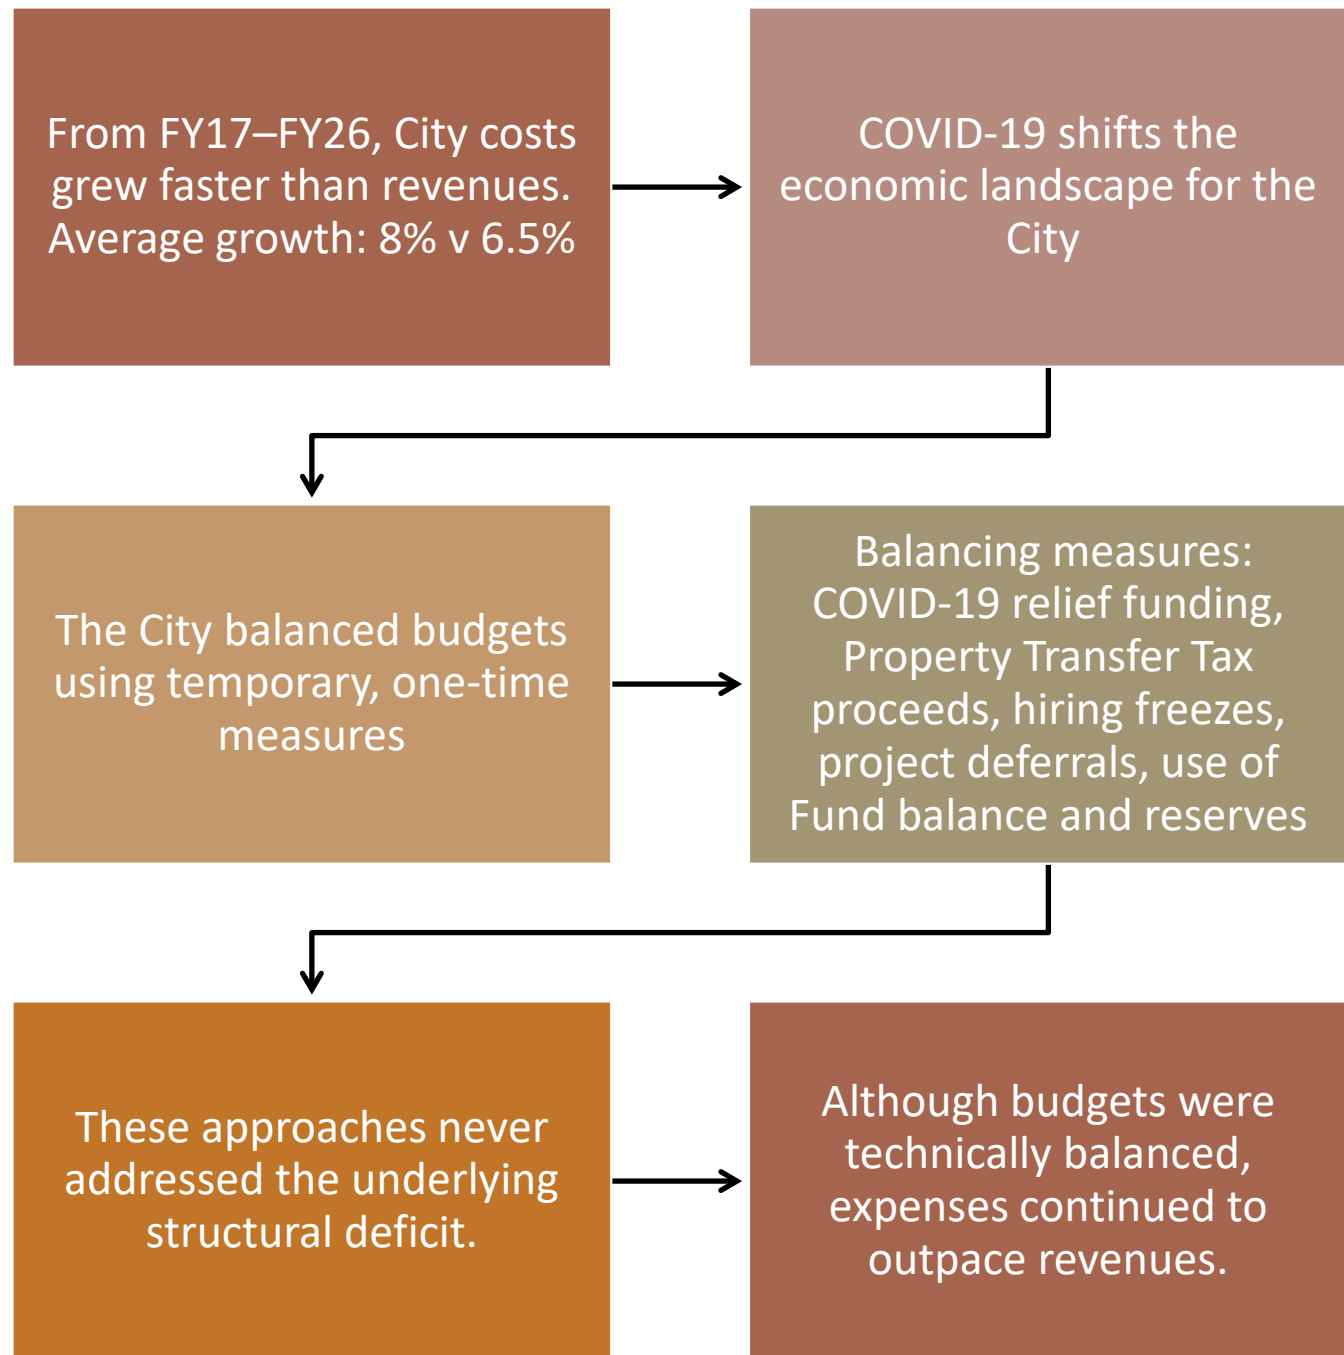 From FY17–FY26, City costs
grew faster than revenues.
Average growth: 8% v 6.5%
COVID-19 shifts the
economic landscape for the
City
The City balanced budgets
using temporary, one-time
measures
Balancing measures:
COVID-19 relief funding,
Property Transfer Tax
proceeds, hiring freezes,
project deferrals, use of
Fund balance and reserves
These approaches never
addressed the underlying
structural deficit.
Although budgets were
technically balanced,
expenses continued to
outpace revenues.